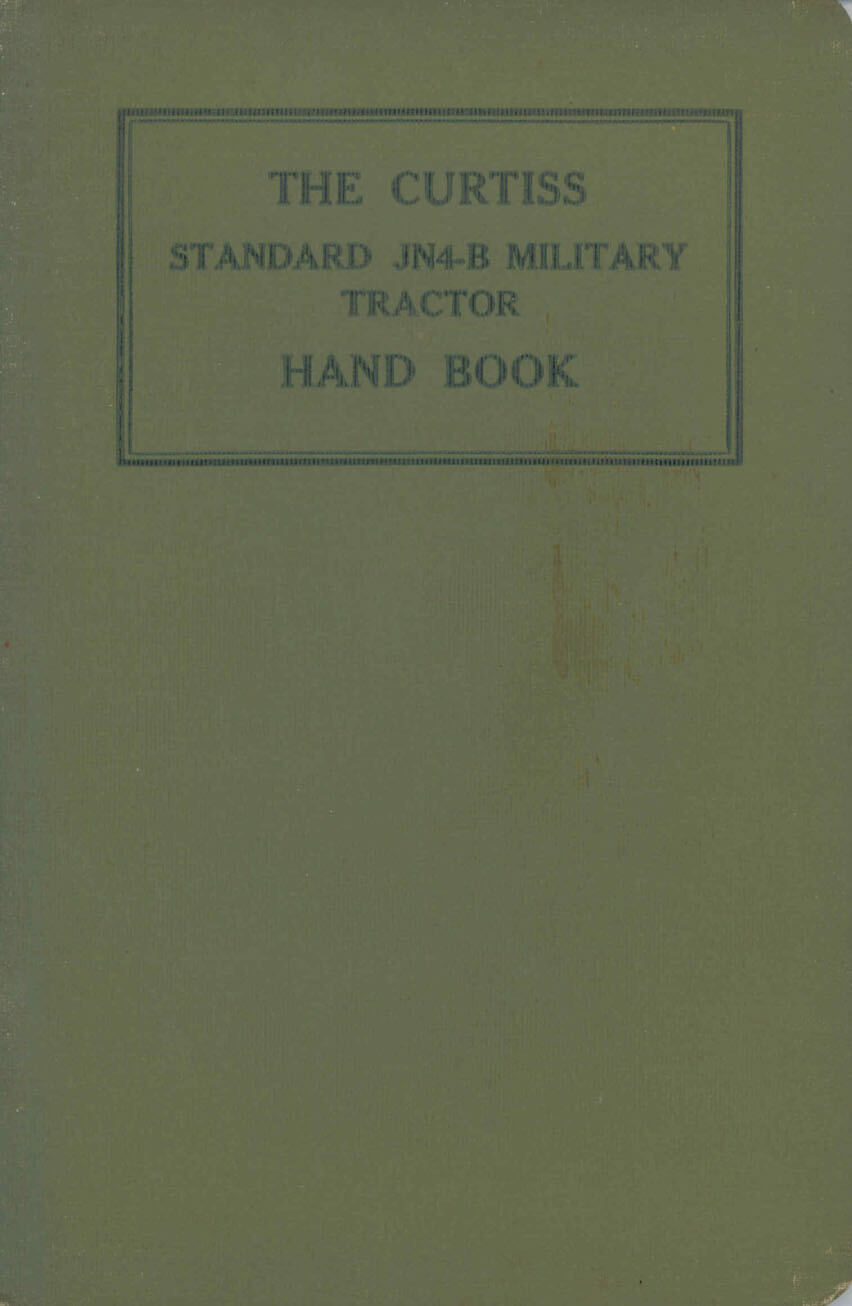 THE CURTISS
STANDARD JN4-B MILITARY
TRACTOR
HAND BOOK